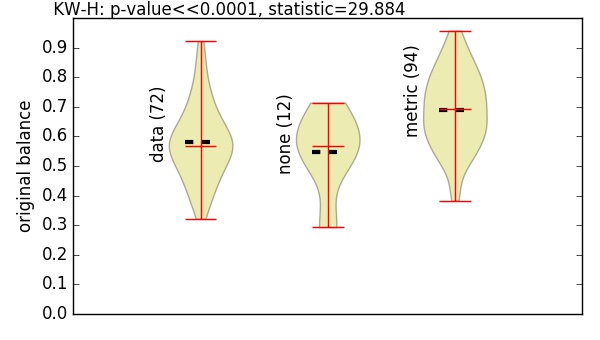 KW-H: p-value<<0.0001, statistic=29.884
original balance
0.9
0.8
0.7
0.6
0.5
0.4
0.3
0.2
0.1
0.0
data (72)
none (12)
metric (94)